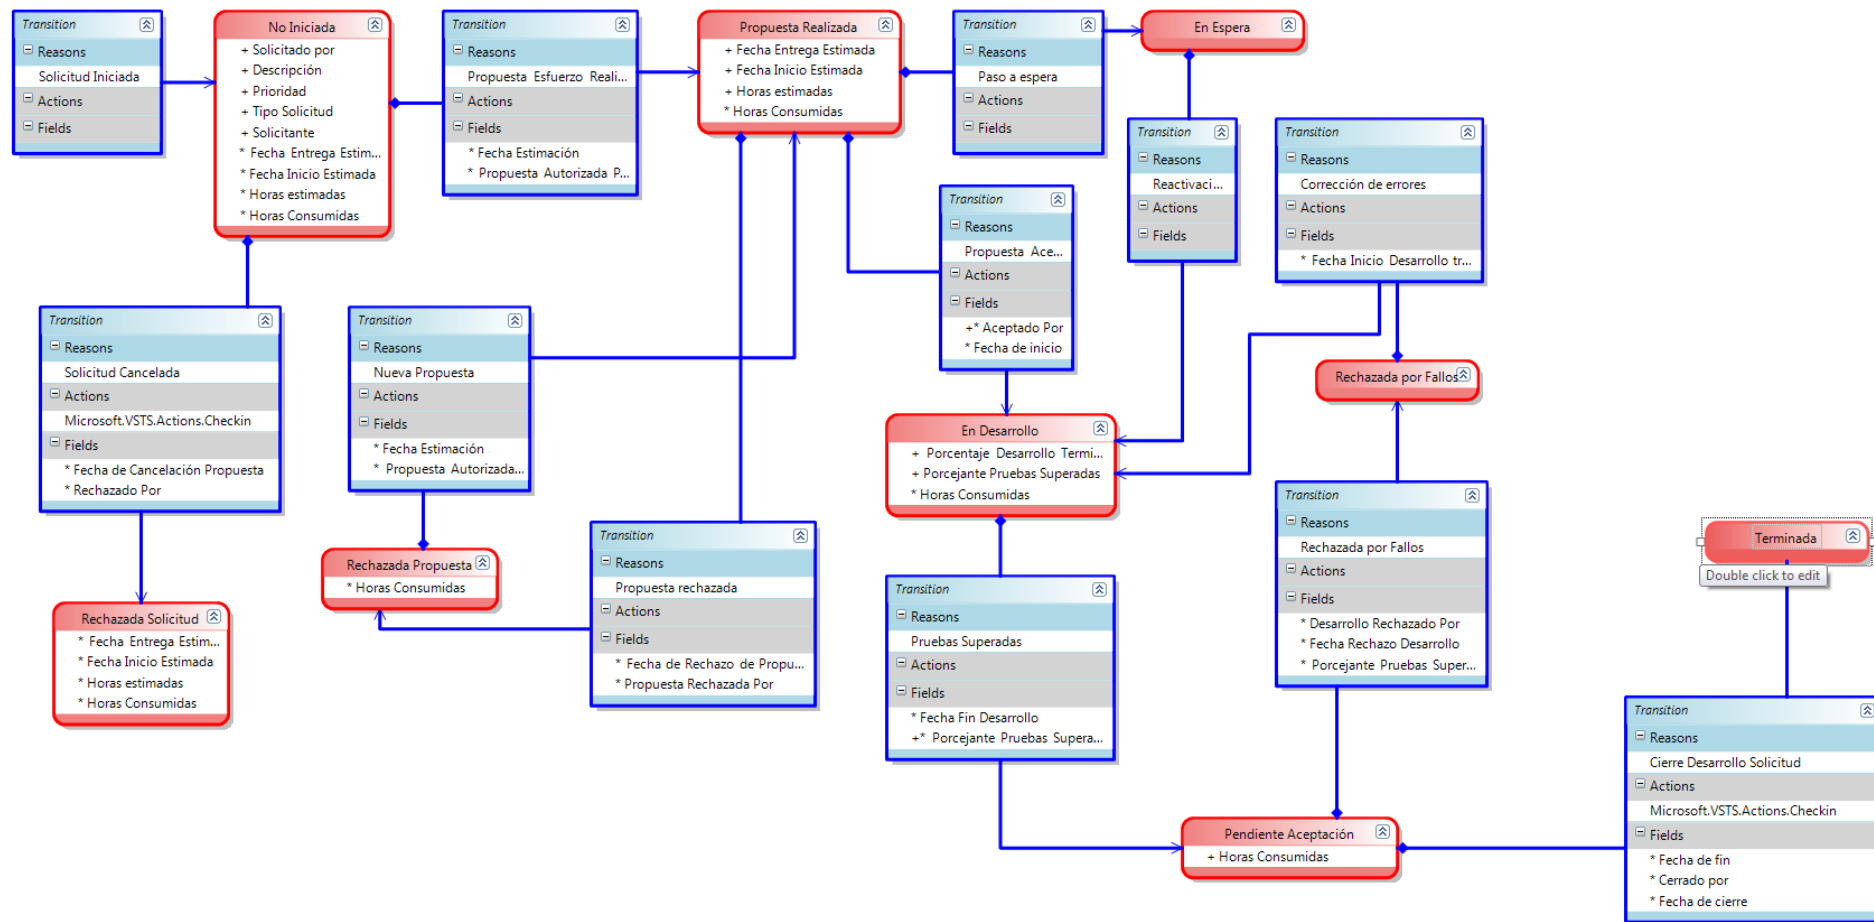 Transition
Reasons
Solicitud Iniciada
Actions
Fields
No Iniciada
+ Solicitado por
+ Descripción
+ Prioridad
+ Tipo Solicitud
+ Solicitante
* Fecha Entrega Estim...
* Fecha Inicio Estimada
* Horas estimadas
* Horas Consumidas
Transition
Reasons
Propuesta Esfuerzo Reali...
Actions
Fields
* Fecha Estimación
* Propuesta Autorizada P...
Propuesta Realizada
+ Fecha Entrega Estimada
+ Fecha Inicio Estimada
+ Horas estimadas
* Horas Consumidas
Transition
Reasons
Paso a espera
Actions
Fields
En Espera
Transition
Reasons
Reactivaci...
Actions
Fields
Transition
Reasons
Corrección de errores
Actions
Fields
* Fecha Inicio Desarrollo tr...
Transition
Reasons
Propuesta Ace...
Actions
Fields
+* Aceptado Por
* Fecha de inicio
Transition
Reasons
Solicitud Cancelada
Actions
Microsoft.VSTS.Actions.Checkin
Fields
* Fecha de Cancelación Propuesta
* Rechazado Por
Transition
Reasons
Nueva Propuesta
Actions
Fields
* Fecha Estimación
* Propuesta Autorizada...
Rechazada por Fallos
En Desarrollo
+ Porcentaje Desarrollo Termi...
+ Porcejante Pruebas Superadas
* Horas Consumidas
Transition
Reasons
Rechazada por Fallos
Actions
Fields
* Desarrollo Rechazado Por
* Fecha Rechazo Desarrollo
* Porcejante Pruebas Super...
Rechazada Propuesta
* Horas Consumidas
Transition
Reasons
Propuesta rechazada
Actions
Fields
* Fecha de Rechazo de Propu...
* Propuesta Rechazada Por
Terminada
Double click to edit
Transition
Reasons
Pruebas Superadas
Actions
Fields
* Fecha Fin Desarrollo
+* Porcejante Pruebas Supera...
Rechazada Solicitud
* Fecha Entrega Estim...
* Fecha Inicio Estimada
* Horas estimadas
* Horas Consumidas
Transition
Reasons
Cierre Desarrollo Solicitud
Actions
Microsoft.VSTS.Actions.Checkin
Fields
* Fecha de fin
* Cerrado por
* Fecha de cierre
Pendiente Aceptación
+ Horas Consumidas